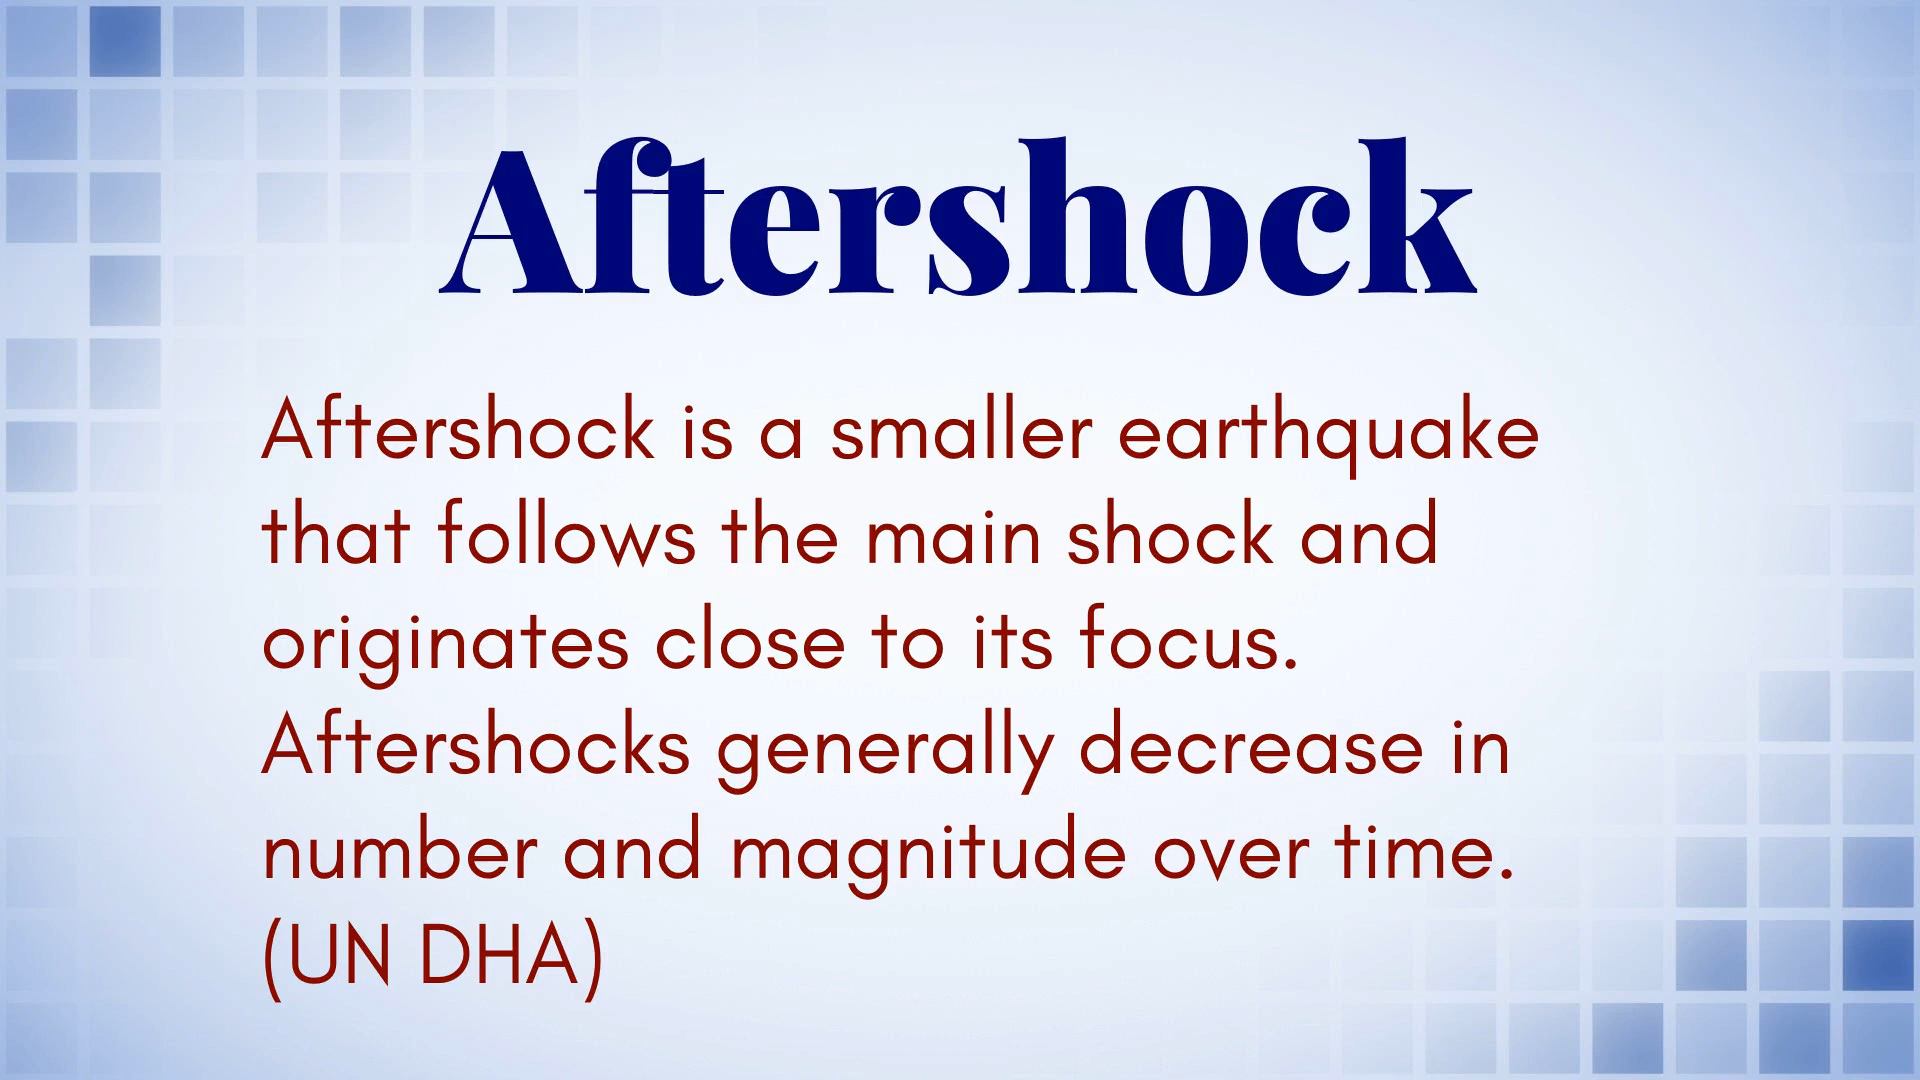 Aftershock
Aftershock is a smaller earthquake
that follows the main shock and
originates close to its focus.
Aftershocks generally decrease in
number and magnitude over time.
(UN DHA)